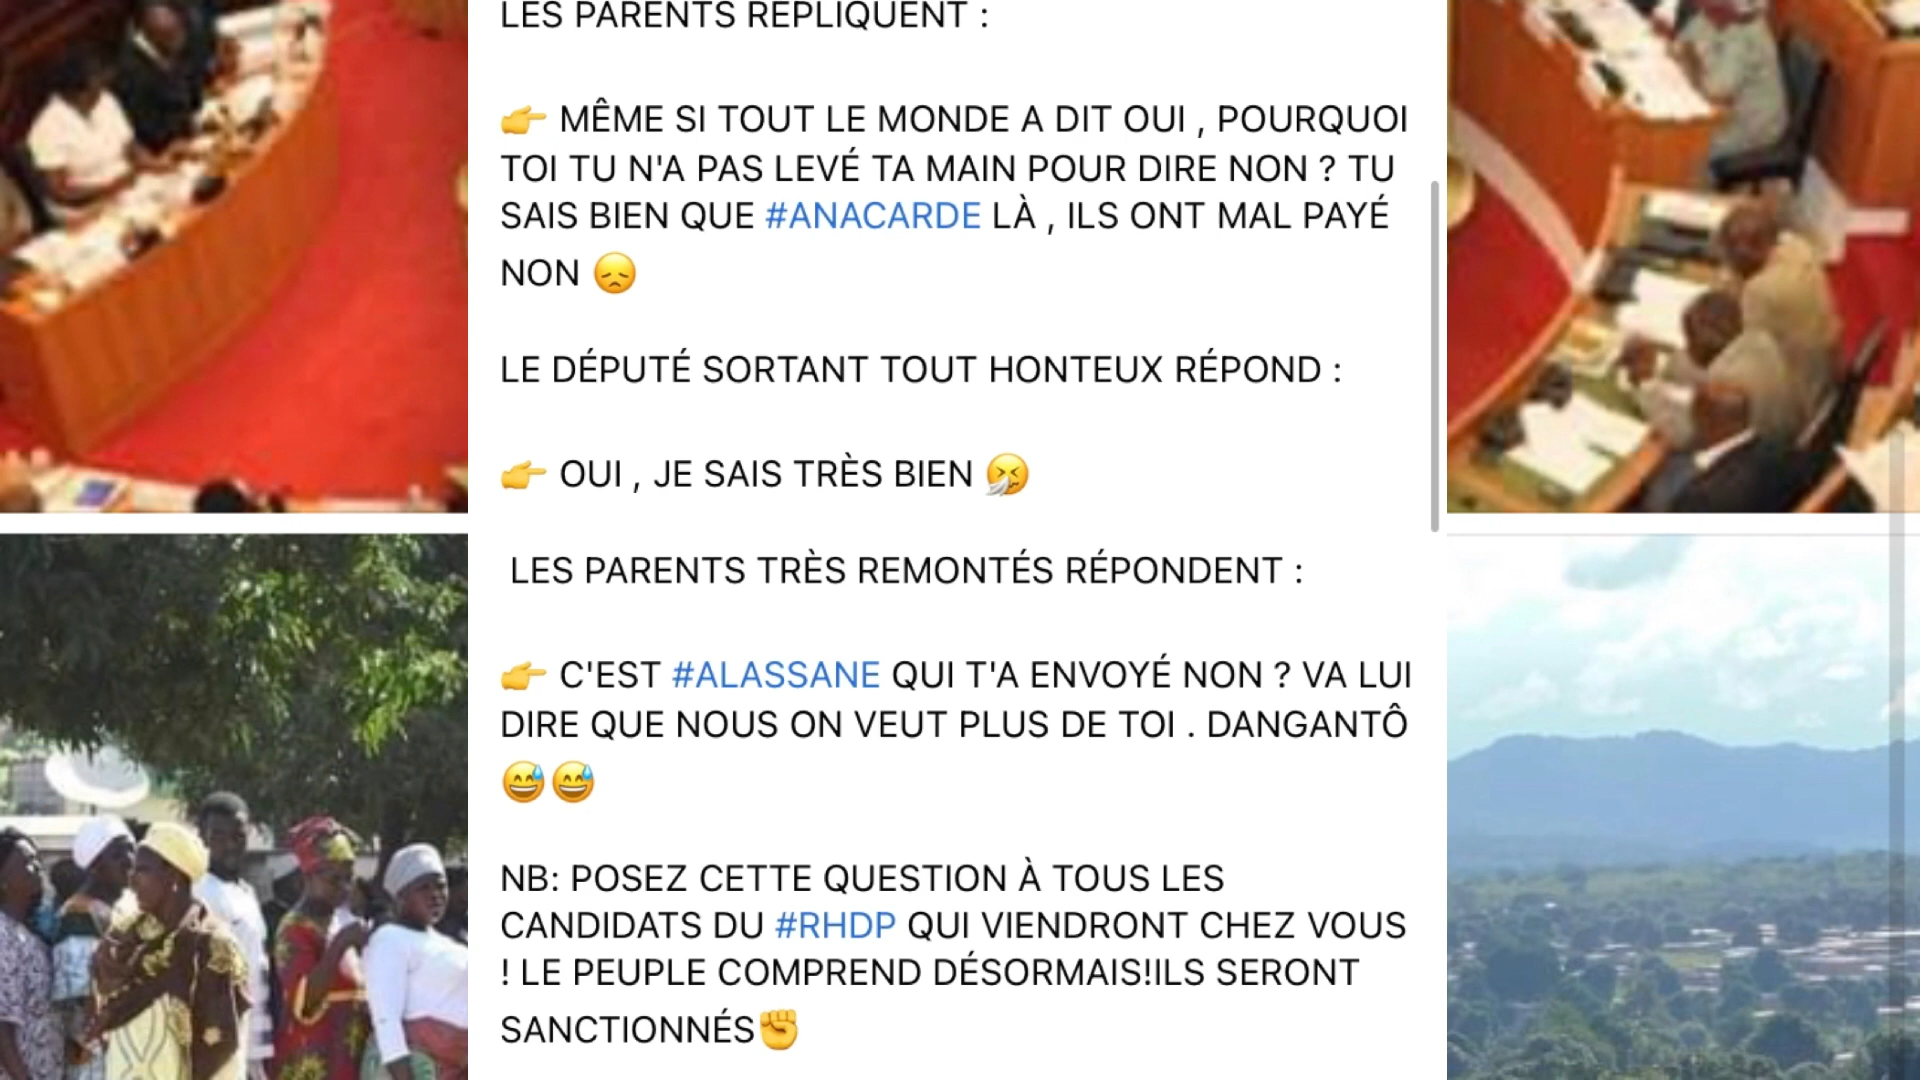 LES PARENTS REPLIQUENT :
👉 MÊME SI TOUT LE MONDE A DIT OUI , POURQUOI
TOI TU N'A PAS LEVÉ TA MAIN POUR DIRE NON ? TU
SAIS BIEN QUE #ANACARDE LÀ , ILS ONT MAL PAYÉ
NON 😞
LE DÉPUTÉ SORTANT TOUT HONTEUX RÉPOND :
👉 OUI , JE SAIS TRÈS BIEN 🤧
LES PARENTS TRÈS REMONTÉS RÉPONDENT :
👉 C'EST #ALASSANE QUI T'A ENVOYÉ NON ? VA LUI
DIRE QUE NOUS ON VEUT PLUS DE TOI . DANGANTÔ
😅😅
NB: POSEZ CETTE QUESTION À TOUS LES
CANDIDATS DU #RHDP QUI VIENDRONT CHEZ VOUS
! LE PEUPLE COMPREND DÉSORMAIS!ILS SERONT
SANCTIONNÉS✊